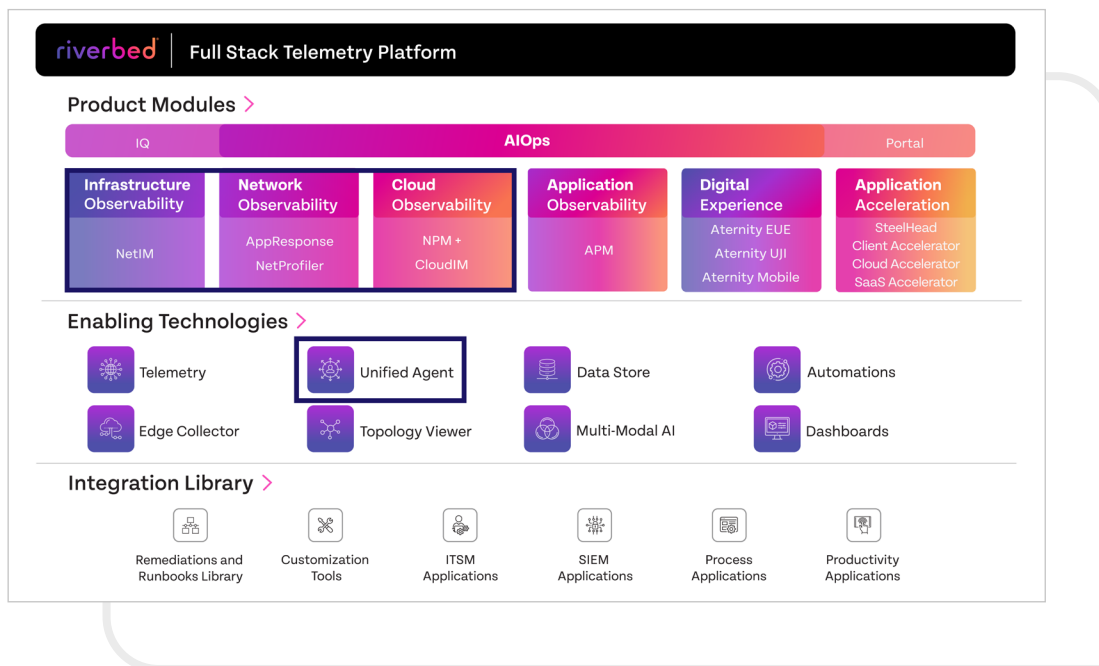 riverbed
Full Stack Telemetry Platform
Product Modules >
IQ
AIOps
Portal
Infrastructure
Observability
NetIM
Network
Observability
AppResponse
NetProfiler
Cloud
Observability
NPM +
CloudIM
Application
Observability
APM
Digital
Experience
Aternity EUE
Aternity UJI
Aternity Mobile
Application
Acceleration
SteelHead
Client Accelerator
Cloud Accelerator
SaaS Accelerator
Enabling Technologies >
Telemetry
Unified Agent
Data Store
Automations
Edge Collector
Topology Viewer
Multi-Modal AI
Dashboards
Integration Library >
Remediations and
Runbooks Library
Customization
Tools
ITSM
Applications
SIEM
Applications
Process
Applications
Productivity
Applications